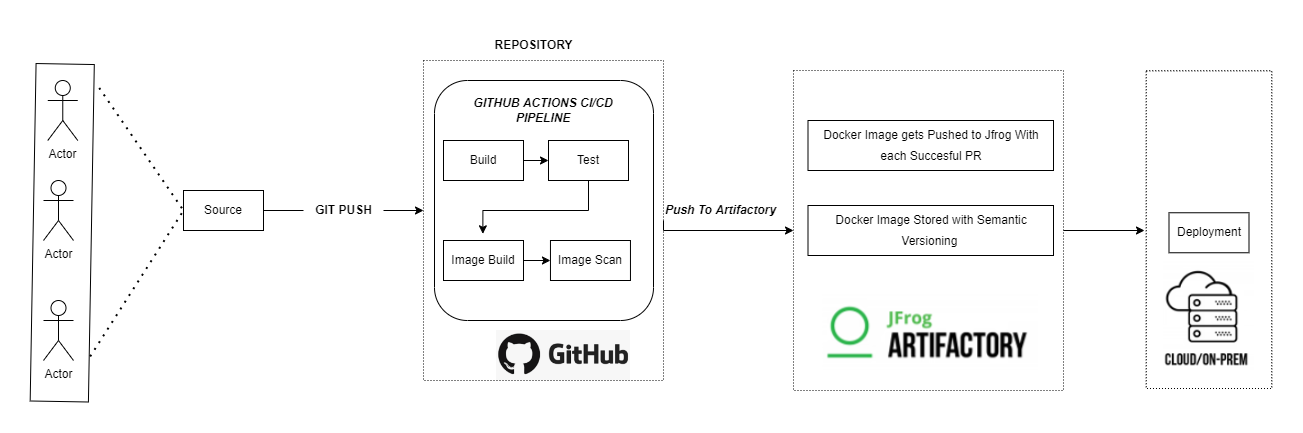 REPOSITORY
Actor
Actor
Actor
Source
GIT PUSH
GITHUB ACTIONS CI/CD
PIPELINE
Build
Test
Image Build
Image Scan
GitHub
Push To Artifactory
Docker Image gets Pushed to Jfrog With
each Succesful PR
Docker Image Stored with Semantic
Versioning
JFrog
ARTIFACTORY
Deployment
CLOUD/ON-PREM